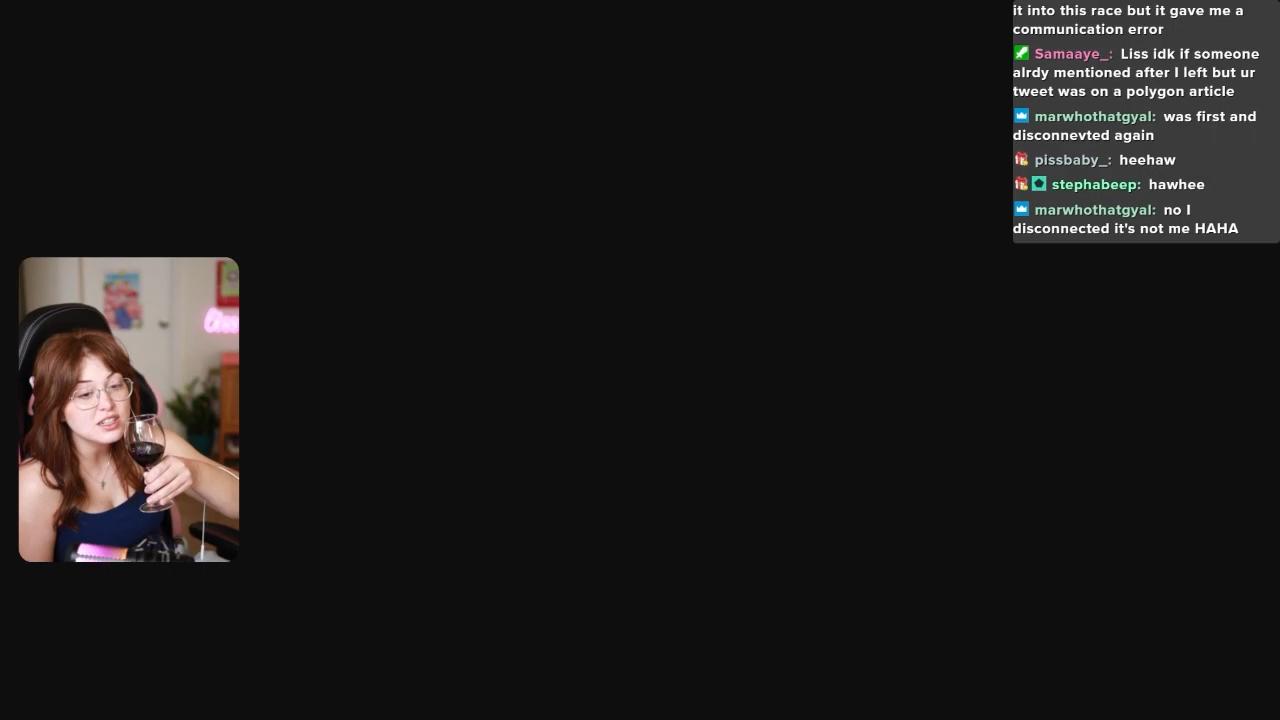 it into this race but it gave me a
communication error
Samaaye_: Liss idk if someone
alrdy mentioned after I left but ur
tweet was on a polygon article
marwhothatgyal: was first and
disconnevted again
pissbaby_: heehaw
stephabeep: hawhee
marwhothatgyal: no I
disconnected it's not me HAHA